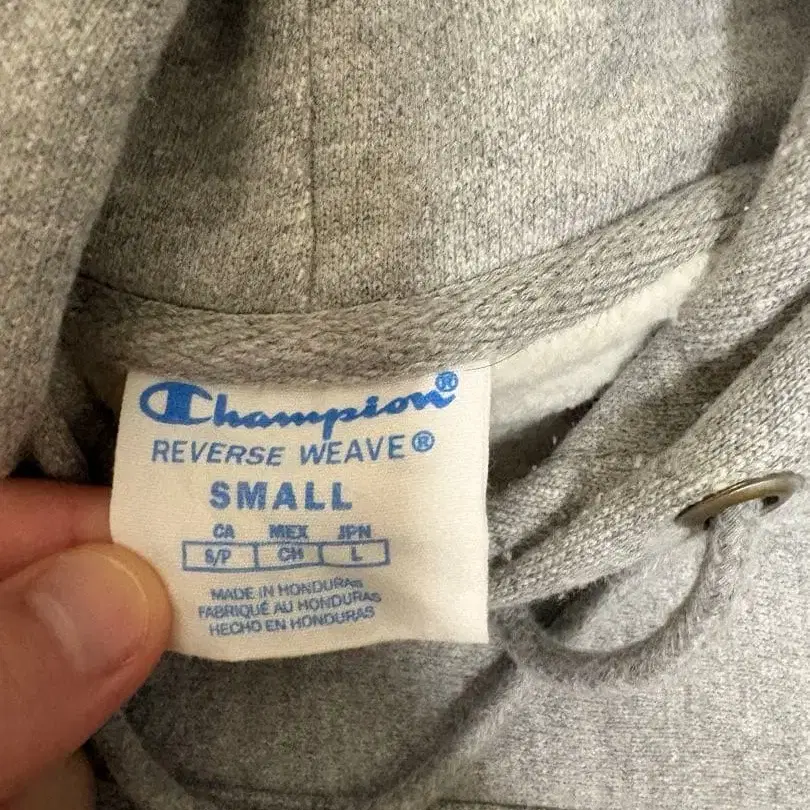 Champion®
REVERSE WEAVE®
SMALL
CA MEX JPN
S/P CH L
MADE IN HONDURAS
FABRIQUÉ AU HONDURAS
HECHO EN HONDURAS